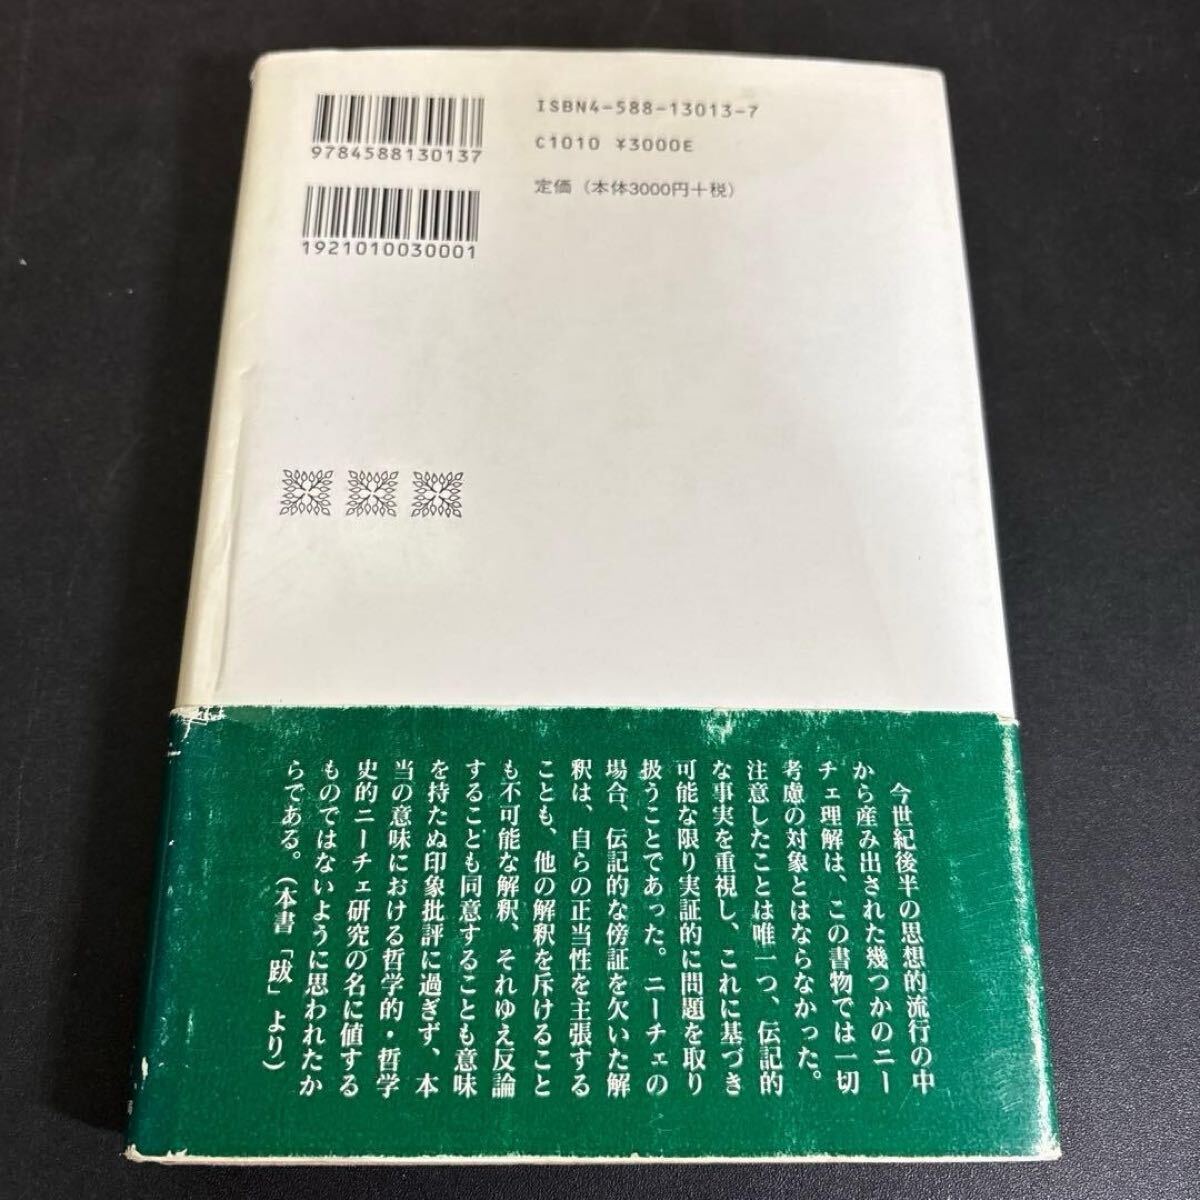 9784588130137
1921010030001
ISBN4-588-13013-7
C1010 ¥3000E
定価（本体3000円＋税）
今世紀後半の思想的流行の中
から産み出された幾つかのニー
チェ理解は、この書物では一切
考慮の対象とはならなかった。
注意したことは唯一つ、伝記的
な事実を重視し、これに基づき
可能な限り実証的に問題を取り
扱うことであった。ニーチェの
場合、伝記的な傍証を欠いた解
釈は、自らの正当性を主張する
ことも、他の解釈を斥けること
も不可能な解釈、それゆえ反論
することも同意することも意味
を持たぬ印象批評に過ぎず、本
当の意味における哲学的・哲学
史的ニーチェ研究の名に値する
ものではないように思われたか
らである。（本書「跋」より）